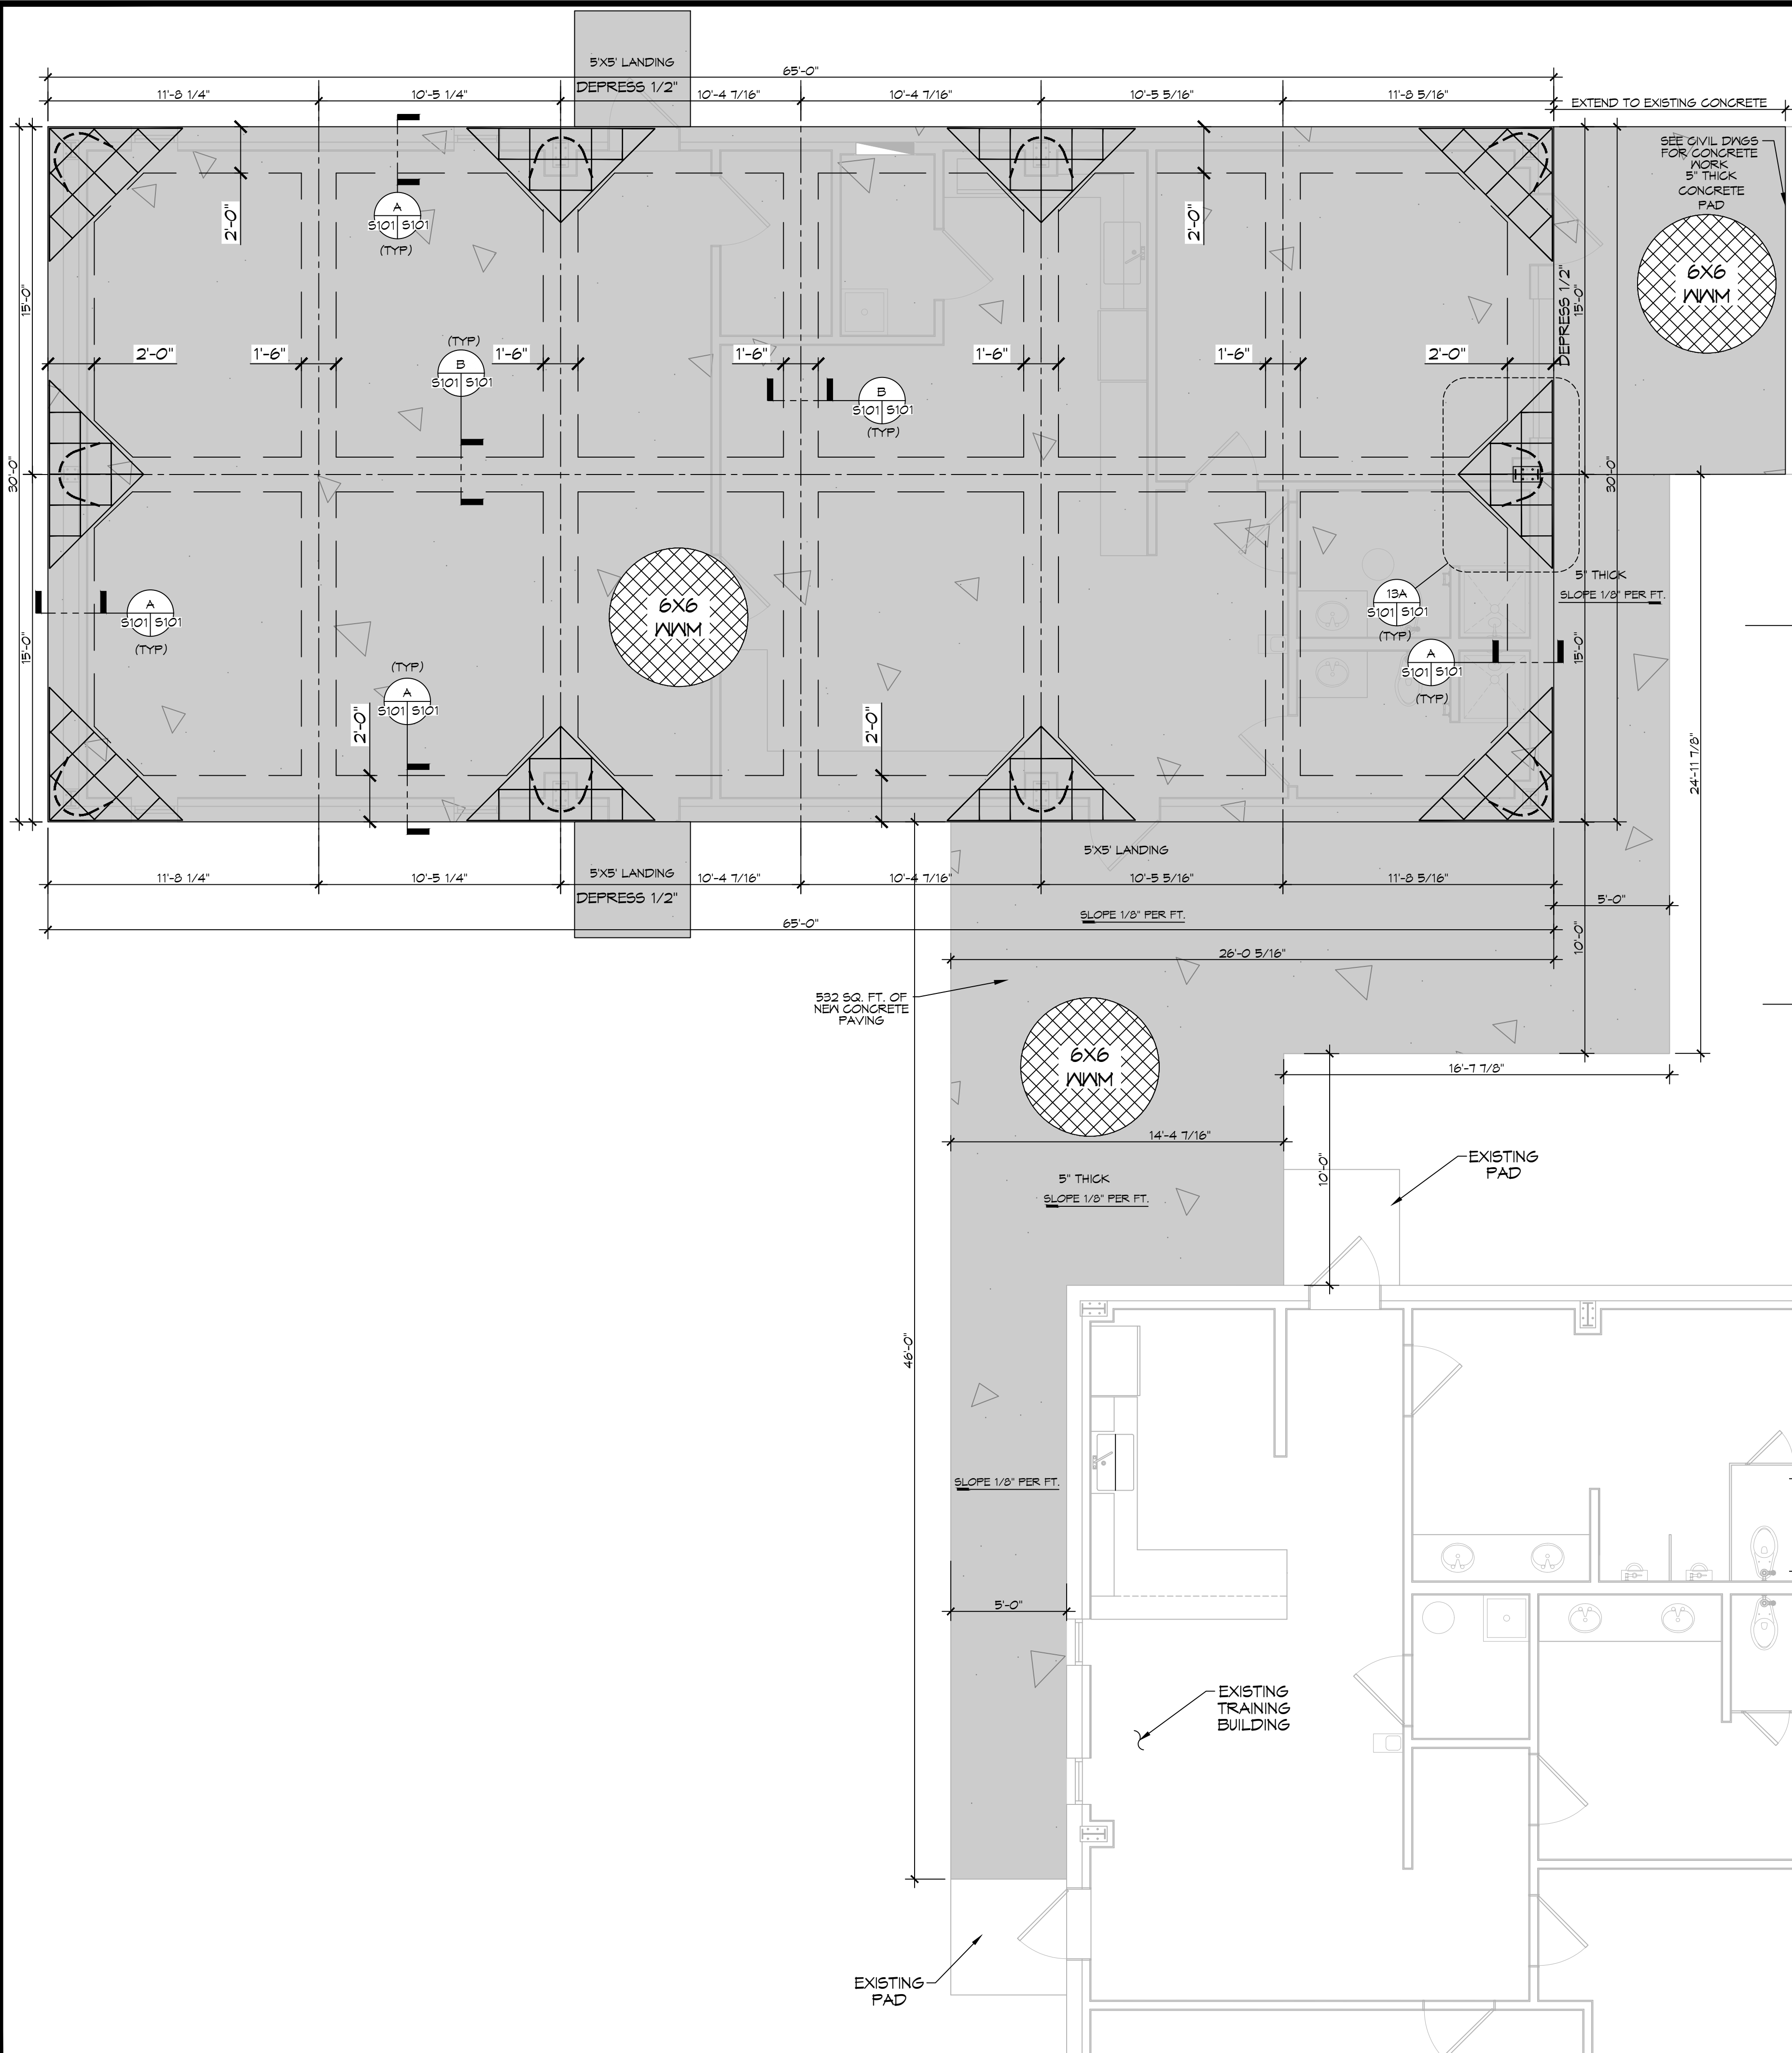 5'X5' LANDING
DEPRESS 1/2"
65'-0"
11'-8 1/4"
10'-5 1/4"
10'-4 7/16"
10'-4 7/16"
10'-5 5/16"
11'-8 5/16"
EXTEND TO EXISTING CONCRETE
SEE CIVIL DWGS
FOR CONCRETE
WORK
5" THICK
CONCRETE
PAD
6X6
WWM
A
S101 S101
(TYP)
2'-0"
2'-0"
15'-0"
30'-0"
15'-0"
DEPRESS 1/2"
15'-0"
30'-0"
15'-0"
2'-0"
1'-6"
(TYP)
B
S101 S101
1'-6"
1'-6"
B
S101 S101
(TYP)
1'-6"
1'-6"
2'-0"
A
S101 S101
(TYP)
6X6
WWM
(TYP)
A
S101 S101
2'-0"
2'-0"
13A
S101 S101
(TYP)
A
S101 S101
(TYP)
5" THICK
SLOPE 1/8" PER FT.
24'-11 7/8"
5'X5' LANDING
DEPRESS 1/2"
11'-8 1/4"
10'-5 1/4"
10'-4 7/16"
10'-4 7/16"
10'-5 5/16"
11'-8 5/16"
5'X5' LANDING
65'-0"
SLOPE 1/8" PER FT.
5'-0"
10'-0"
26'-0 5/16"
532 SQ. FT. OF
NEW CONCRETE
PAVING
6X6
WWM
16'-7 7/8"
14'-4 7/16"
10'-0"
EXISTING
PAD
5" THICK
SLOPE 1/8" PER FT.
46'-0"
SLOPE 1/8" PER FT.
5'-0"
EXISTING
TRAINING
BUILDING
EXISTING
PAD